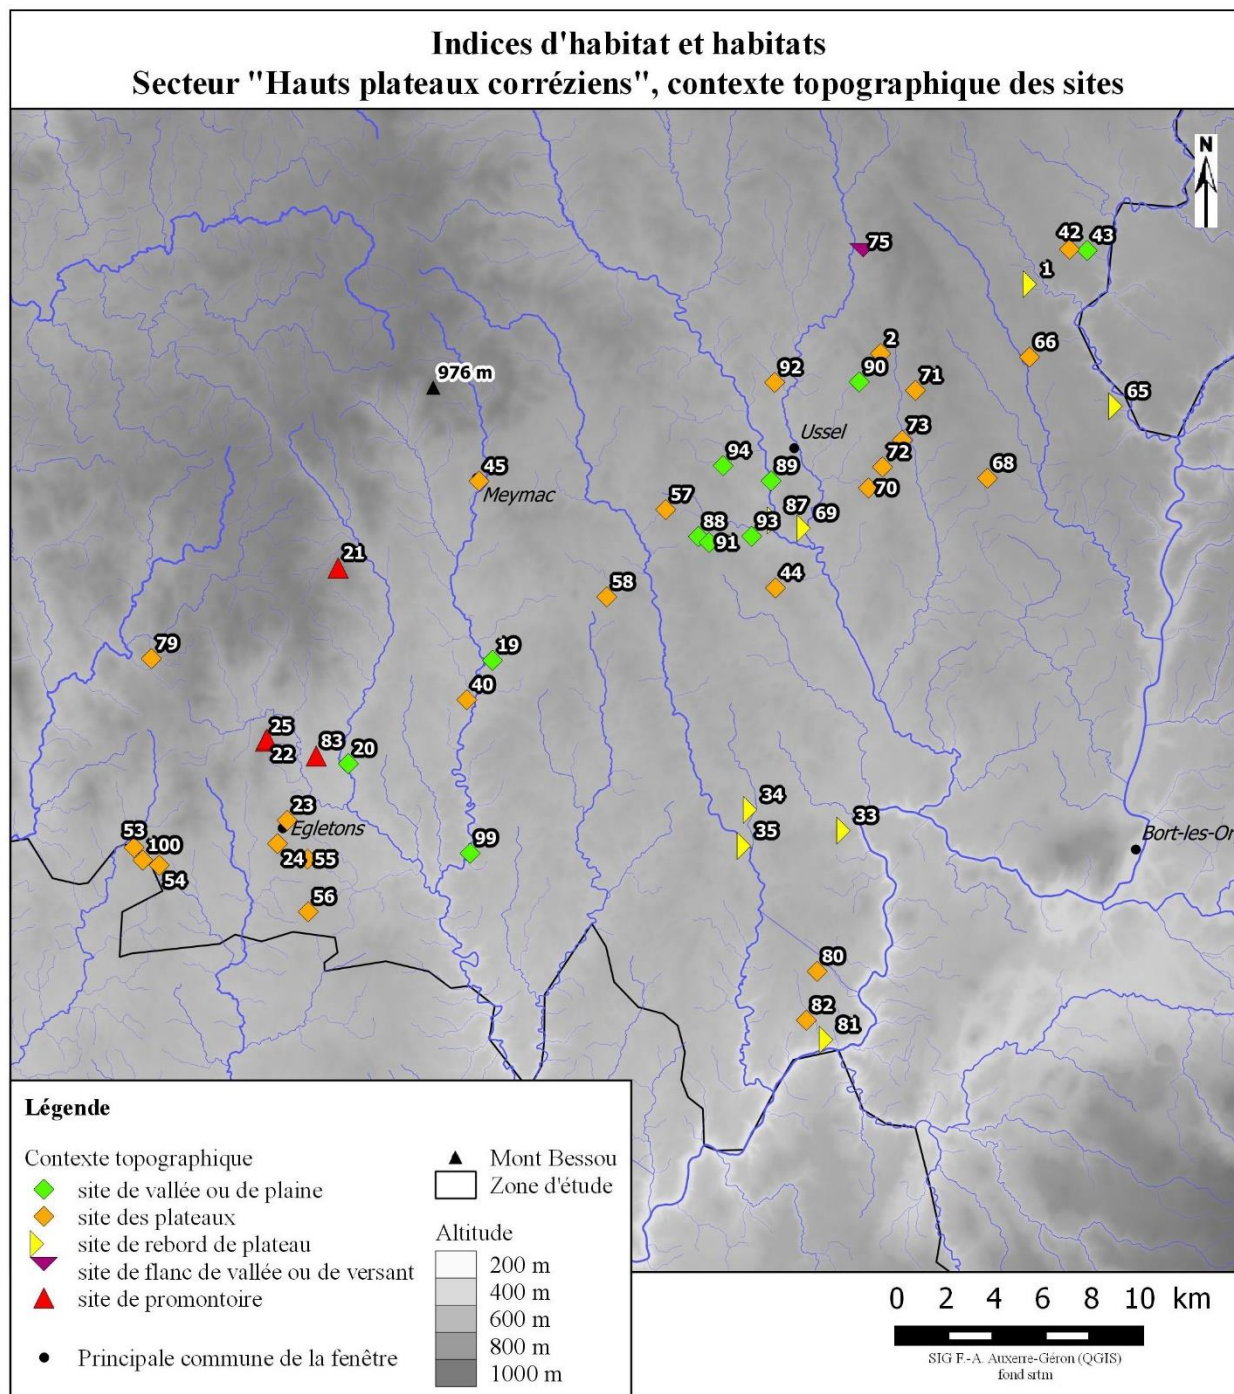 Indices d'habitat et habitats
Secteur "Hauts plateaux corréziens", contexte topographique des sites
N
75
42 43
1
2
66
976 m
92
90
71
65
Ussel
73
94
72
45
89
68
Meymac
70
57
87
69
88
93
91
21
58
44
79
19
40
25
83
22
20
34
23
33
53
Egletons
35
100
99
Bort-les-Or
24 55
54
56
80
82
81
Légende
Contexte topographique
site de vallée ou de plaine
site des plateaux
site de rebord de plateau
site de flanc de vallée ou de versant
site de promontoire
Principale commune de la fenêtre
Mont Bessou
Zone d'étude
Altitude
200 m
400 m
600 m
800 m
1000 m
0 2 4 6 8 10 km
SIG F.-A. Auxerre-Géron (QGIS)
fond srtm